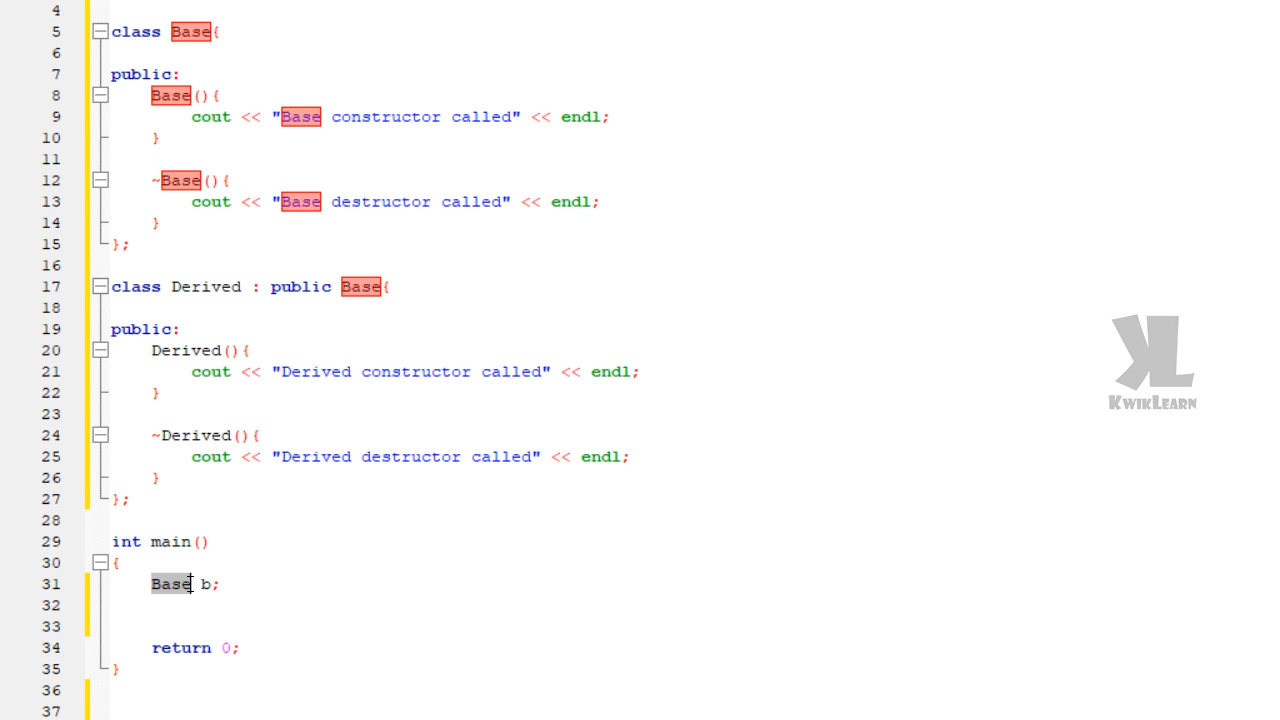 4
5 class Base{
6
7 public:
8 Base(){
9 cout << "Base constructor called" << endl;
10 }
11
12 ~Base(){
13 cout << "Base destructor called" << endl;
14 }
15 };
16
17 class Derived : public Base{
18
19 public:
20 Derived(){
21 cout << "Derived constructor called" << endl;
22 }
23
24 ~Derived(){
25 cout << "Derived destructor called" << endl;
26 }
27 };
28
29 int main()
30 {
31 Base b;
32
33
34 return 0;
35 }
36
37
KL
KwikLearn